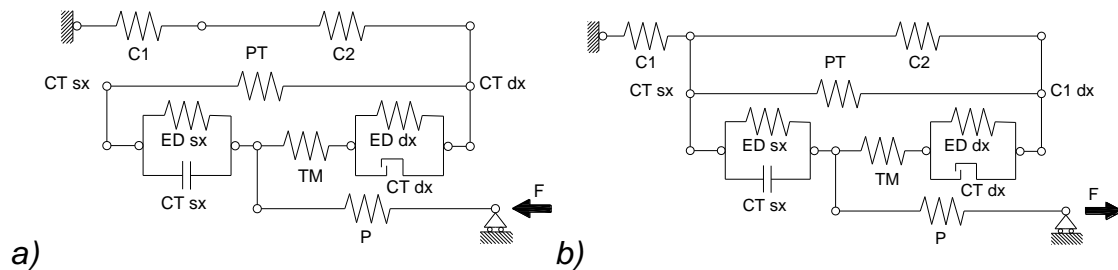 C1
C2
PT
CT sx
CT dx
ED sx
ED dx
TM
CT dx
CT sx
F
P
a)
C1
C2
PT
CT sx
C1 dx
ED sx
ED dx
TM
CT dx
CT sx
F
P
b)